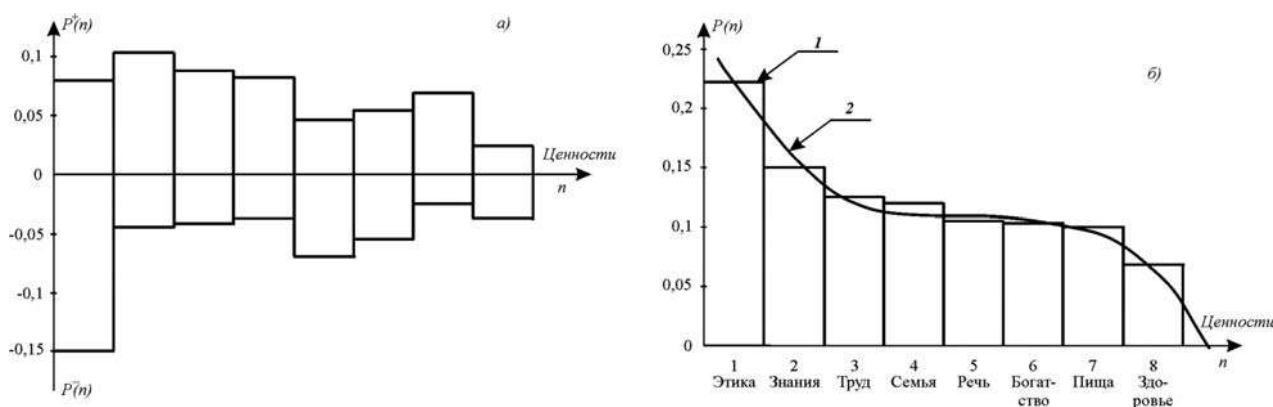 P⁺(n)
а)
0,1
0,05
0
-0,05
-0,1
-0,15
P⁻(n)
Ценности
n
P(n)
б)
0,25
0,2
0,15
0,1
0,05
0
1
2
Ценности
n
1 2 3 4 5 6 7 8
Этика Знания Труд Семья Речь Богат- Пища Здо-
ство ровье